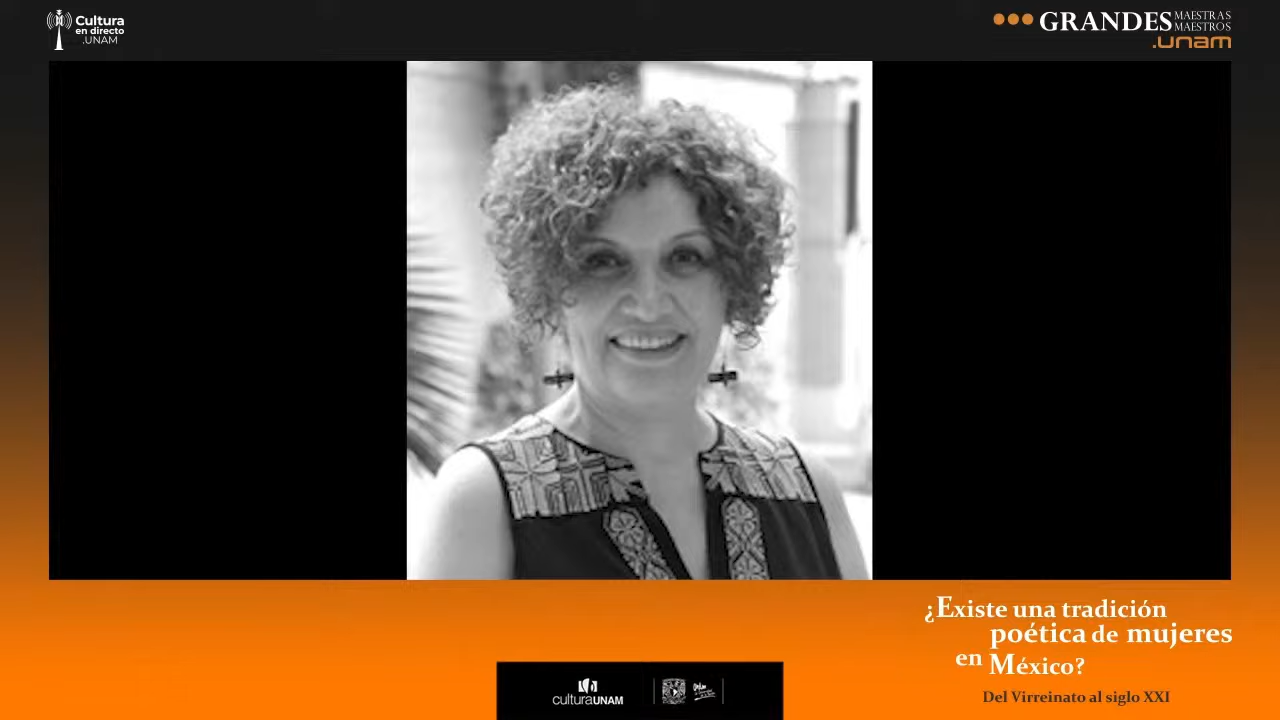 Cultura
en directo
.UNAM
GRANDES MAESTRAS
MAESTROS
.unam
¿Existe una tradición
poética de mujeres
en México?
Del Virreinato al siglo XXI
culturaUNAM